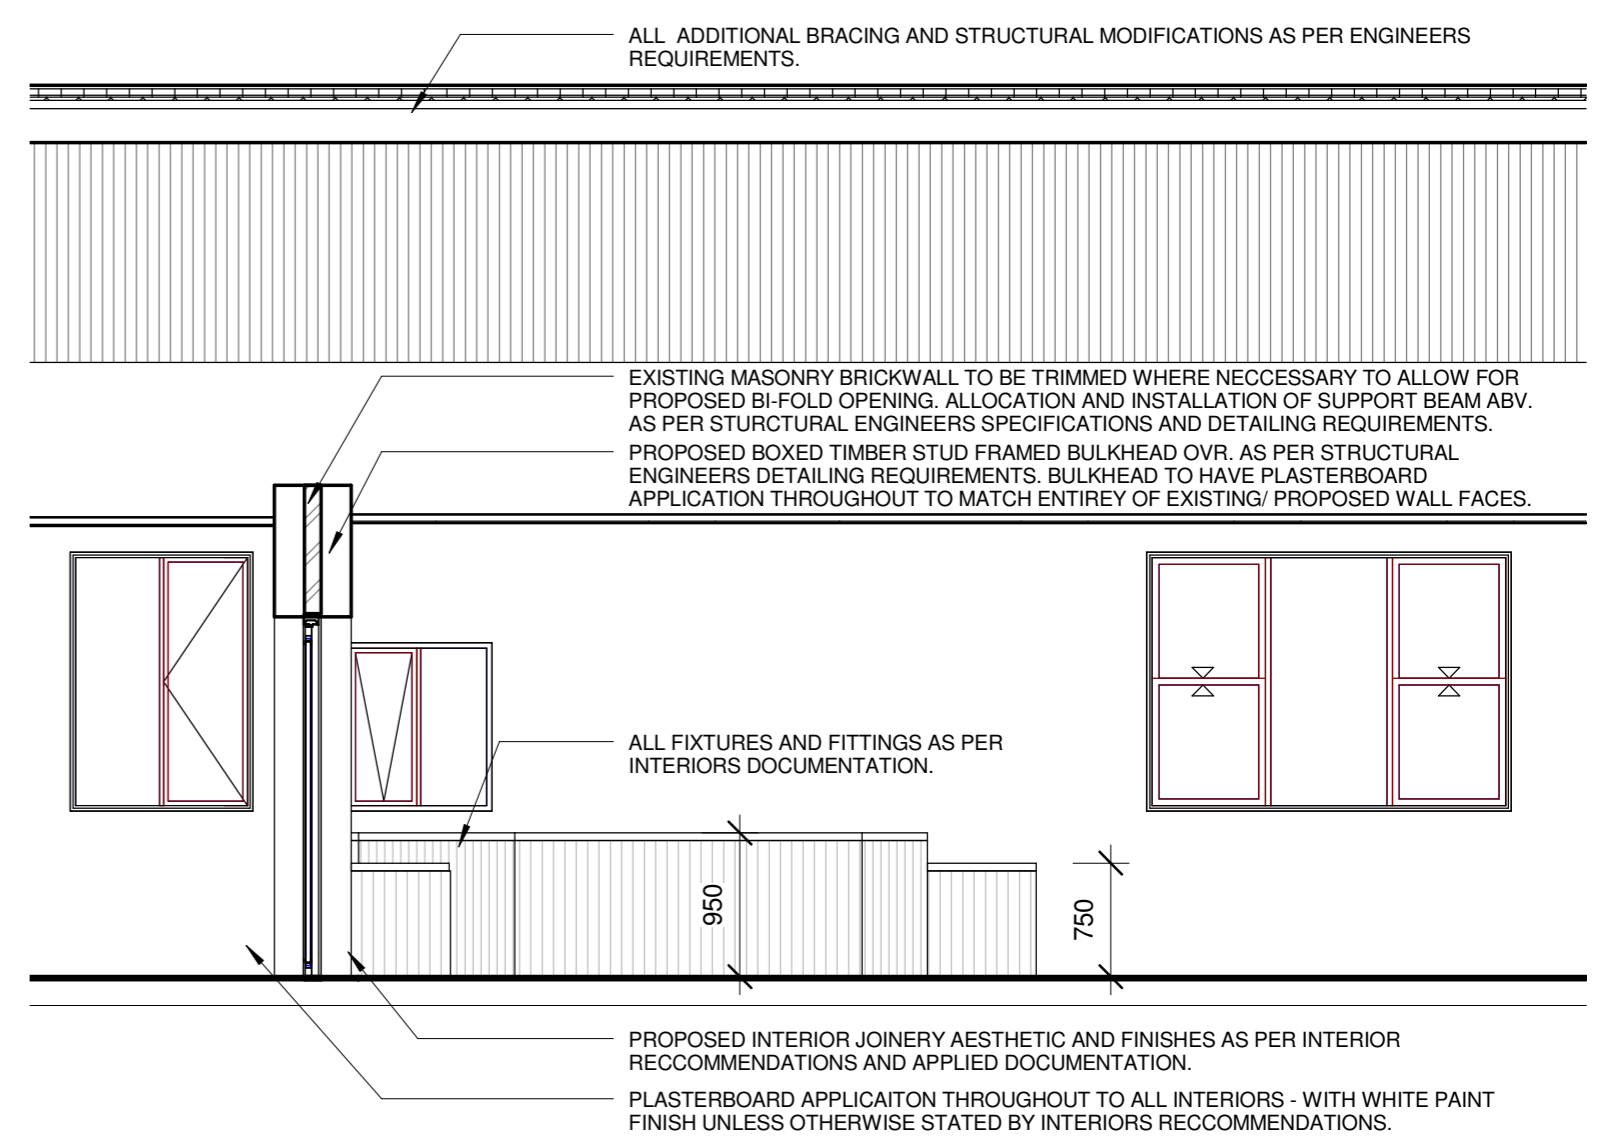 ALL  ADDITIONAL BRACING AND STRUCTURAL MODIFICATIONS AS PER ENGINEERS
REQUIREMENTS.
EXISTING MASONRY BRICKWALL TO BE TRIMMED WHERE NECCESSARY TO ALLOW FOR
PROPOSED BI-FOLD OPENING. ALLOCATION AND INSTALLATION OF SUPPORT BEAM ABV.
AS PER STURCTURAL ENGINEERS SPECIFICATIONS AND DETAILING REQUIREMENTS.
PROPOSED BOXED TIMBER STUD FRAMED BULKHEAD OVR. AS PER STRUCTURAL
ENGINEERS DETAILING REQUIREMENTS. BULKHEAD TO HAVE PLASTERBOARD
APPLICATION THROUGHOUT TO MATCH ENTIREY OF EXISTING/ PROPOSED WALL FACES.
ALL FIXTURES AND FITTINGS AS PER
INTERIORS DOCUMENTATION.
950
750
PROPOSED INTERIOR JOINERY AESTHETIC AND FINISHES AS PER INTERIOR
RECCOMMENDATIONS AND APPLIED DOCUMENTATION.
PLASTERBOARD APPLICAITON THROUGHOUT TO ALL INTERIORS - WITH WHITE PAINT
FINISH UNLESS OTHERWISE STATED BY INTERIORS RECCOMMENDATIONS.